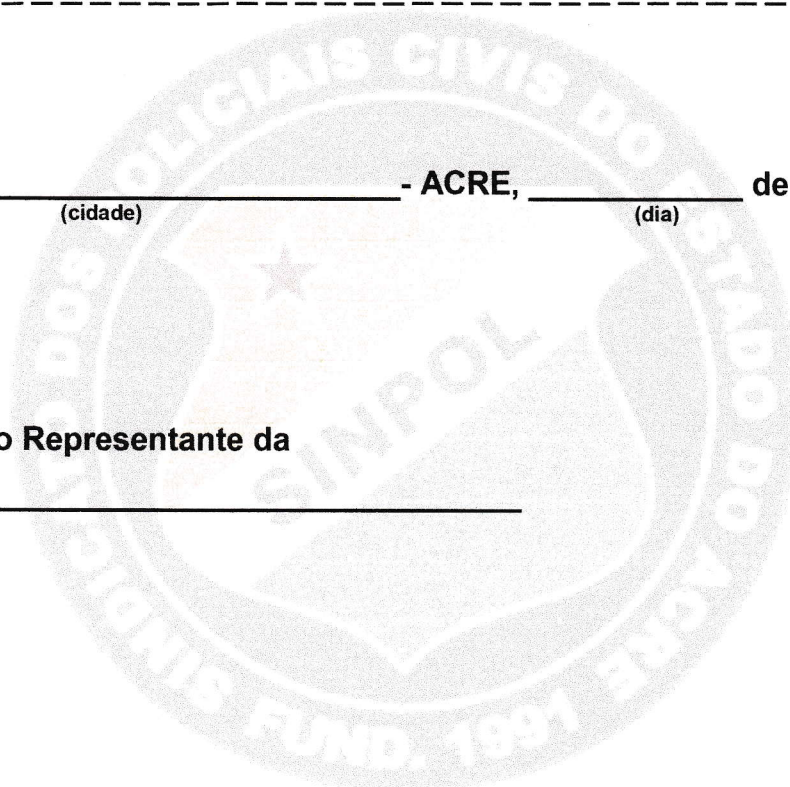 - ACRE, de
(cidade) (dia)
o Representante da
SINDICATO DOS POLICIAIS CIVIS DO ESTADO DO ACRE
SINPOL
FUND. 1991